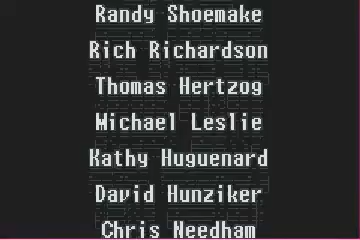 Randy Shoemake
Rich Richardson
Thomas Hertzog
Michael Leslie
Kathy Huguenard
David Hunziker
Chris Needham